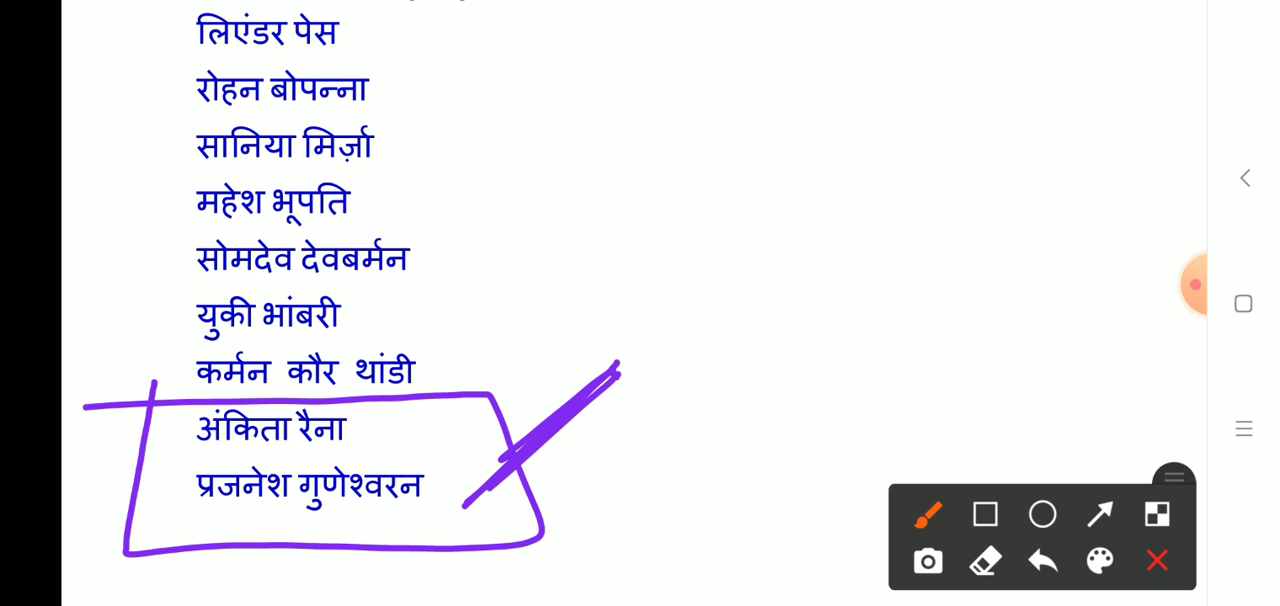 लिएंडर पेस
रोहन बोपन्ना
सानिया मिर्ज़ा
महेश भूपति
सोमदेव देवबर्मन
युकी भांबरी
कर्मन कौर थांडी
अंकिता रैना
प्रजनेश गुणेश्वरन